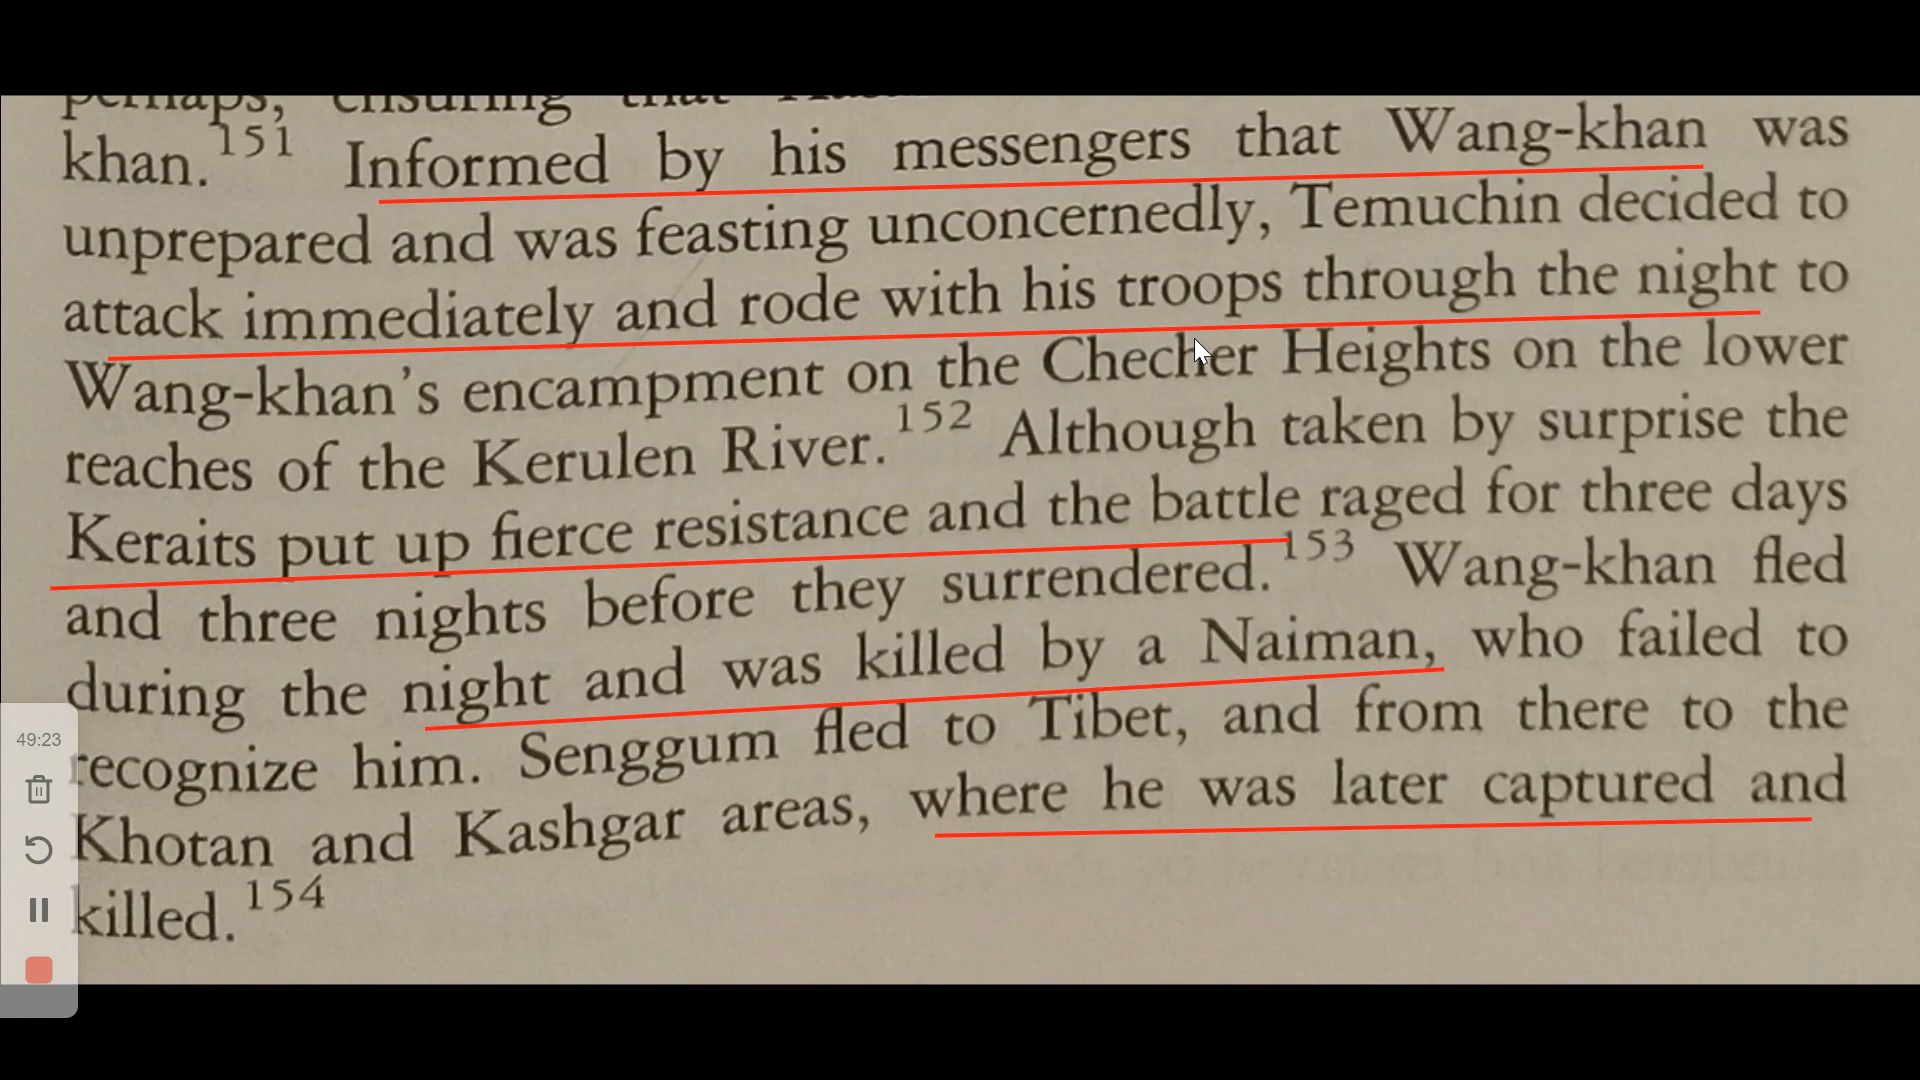 perhaps, ensuring that
khan.151 Informed by his messengers that Wang-khan was
unprepared and was feasting unconcernedly, Temuchin decided to
attack immediately and rode with his troops through the night to
Wang-khan's encampment on the Checher Heights on the lower
reaches of the Kerulen River.152 Although taken by surprise the
Keraits put up fierce resistance and the battle raged for three days
and three nights before they surrendered.153 Wang-khan fled
during the night and was killed by a Naiman, who failed to
recognize him. Senggum fled to Tibet, and from there to the
Khotan and Kashgar areas, where he was later captured and
killed.154
49:23